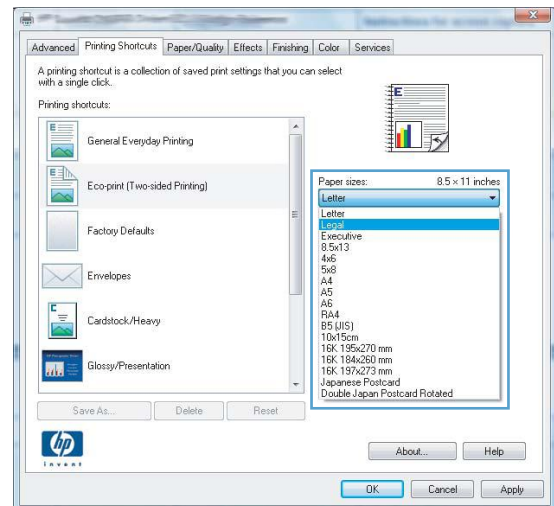 Advanced Printing Shortcuts Paper/Quality Effects Finishing Color Services
A printing shortcut is a collection of saved print settings that you can select
with a single click.
Printing shortcuts:
General Everyday Printing
Eco-print (Two-sided Printing)
Factory Defaults
Envelopes
Cardstock/Heavy
Glossy/Presentation
E
Paper sizes: 8.5 × 11 inches
Letter
Letter
Legal
Executive
8.5x13
4x6
5x8
A4
A5
A6
RA4
B5 (JIS)
10x15cm
16K 195x270 mm
16K 184x260 mm
16K 197x273 mm
Japanese Postcard
Double Japan Postcard Rotated
Save As... Delete Reset
hp
invent
About... Help
OK Cancel Apply